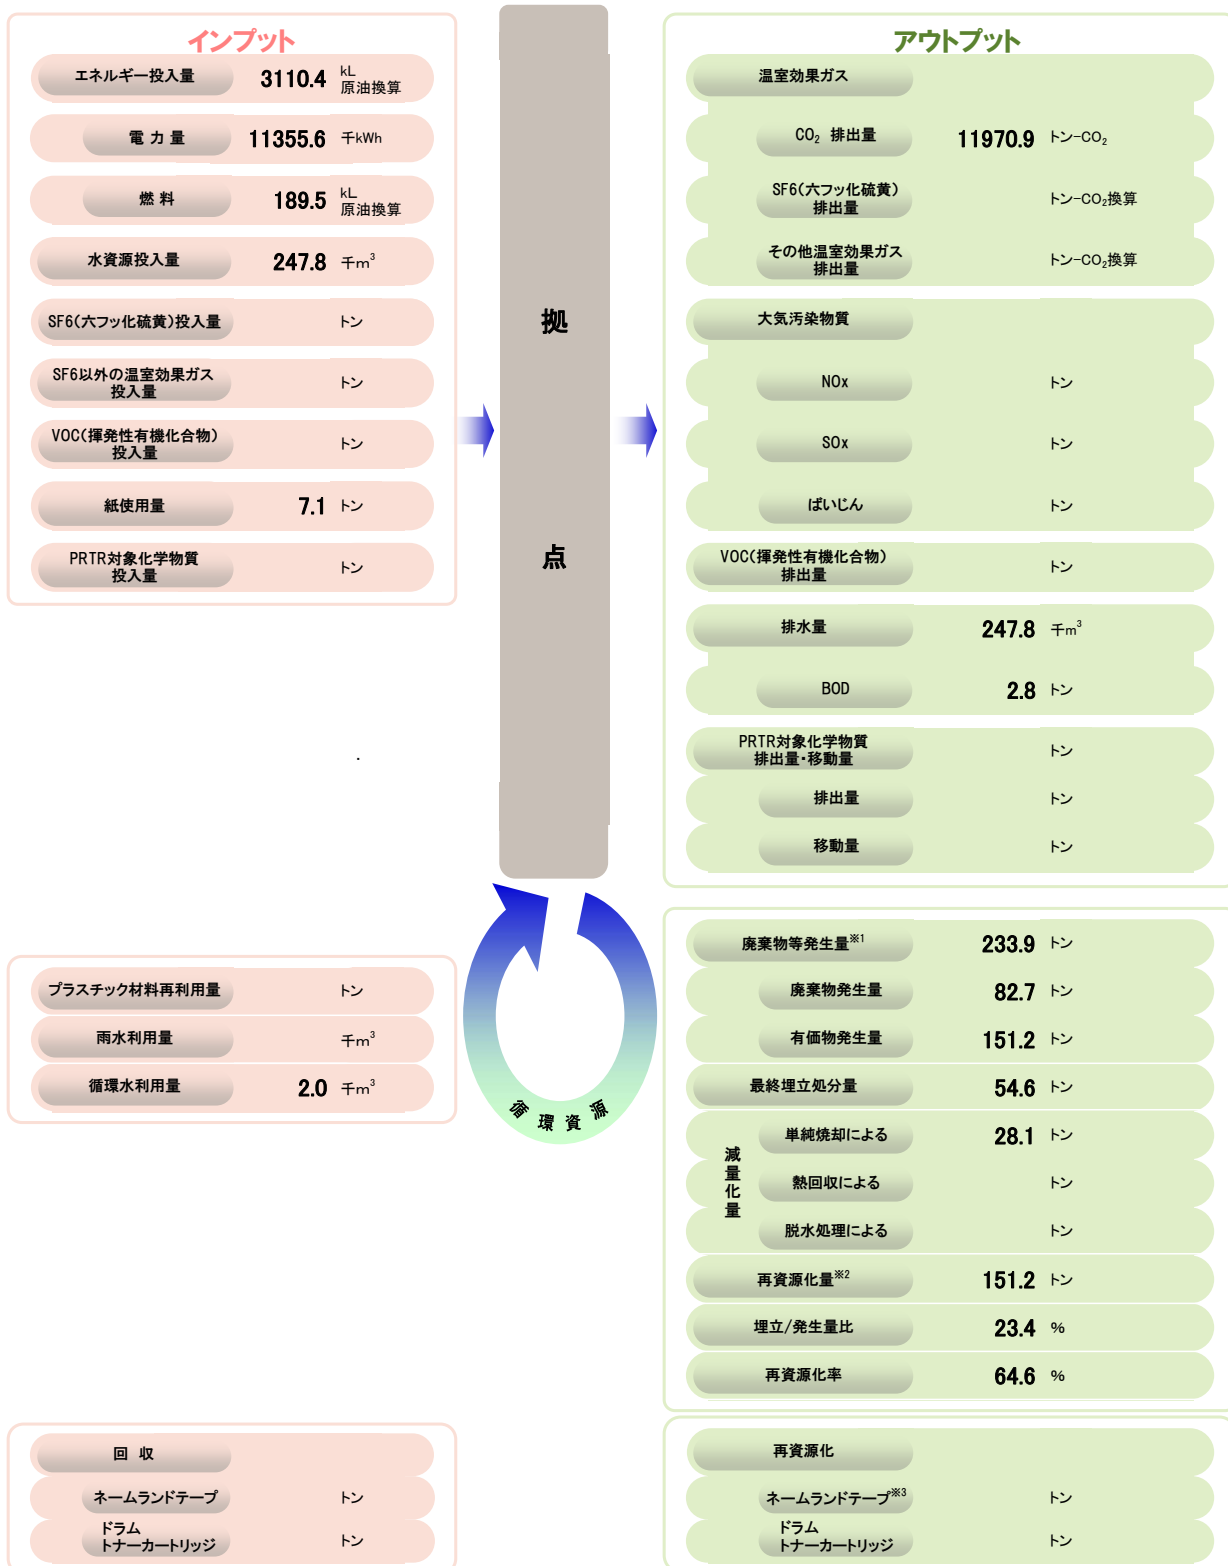 インプット
エネルギー投入量 3110.4 kL
原油換算
電 力 量 11355.6 千kWh
燃 料 189.5 kL
原油換算
水資源投入量 247.8 千m³
SF6(六フッ化硫黄)投入量 トン
SF6以外の温室効果ガス
投入量 トン
VOC(揮発性有機化合物)
投入量 トン
紙使用量 7.1 トン
PRTR対象化学物質
投入量 トン
拠
点
アウトプット
温室効果ガス
CO₂ 排出量 11970.9 トン-CO₂
SF6(六フッ化硫黄)
排出量 トン-CO₂換算
その他温室効果ガス
排出量 トン-CO₂換算
大気汚染物質
NOx トン
SOx トン
ばいじん トン
VOC(揮発性有機化合物)
排出量 トン
排水量 247.8 千m³
BOD 2.8 トン
PRTR対象化学物質
排出量・移動量 トン
排出量 トン
移動量 トン
プラスチック材料再利用量 トン
雨水利用量 千m³
循環水利用量 2.0 千m³
循環資源
廃棄物等発生量※1 233.9 トン
廃棄物発生量 82.7 トン
有価物発生量 151.2 トン
最終埋立処分量 54.6 トン
減量化量
単純焼却による 28.1 トン
熱回収による トン
脱水処理による トン
再資源化量※2 151.2 トン
埋立/発生量比 23.4 %
再資源化率 64.6 %
回 収
ネームランドテープ トン
ドラム
トナーカートリッジ トン
再資源化
ネームランドテープ※3 トン
ドラム
トナーカートリッジ トン